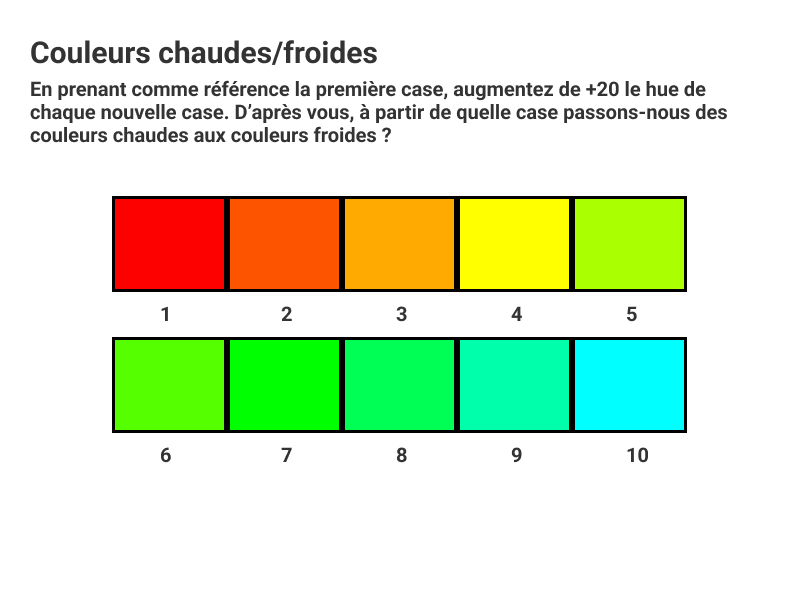 Couleurs chaudes/froides
En prenant comme référence la première case, augmentez de +20 le hue de
chaque nouvelle case. D’après vous, à partir de quelle case passons-nous des
couleurs chaudes aux couleurs froides ?
1 2 3 4 5
6 7 8 9 10